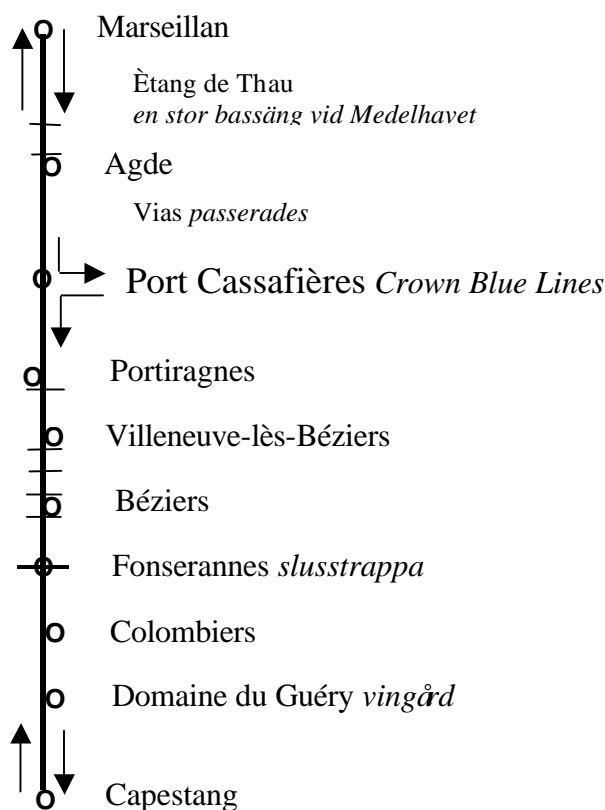 Marseillan
Ètang de Thau
en stor bassäng vid Medelhavet
Agde
Vias passerades
Port Cassafières Crown Blue Lines
Portiragnes
Villeneuve-lès-Béziers
Béziers
Fonserannes slusstrappa
Colombiers
Domaine du Guéry vingård
Capestang